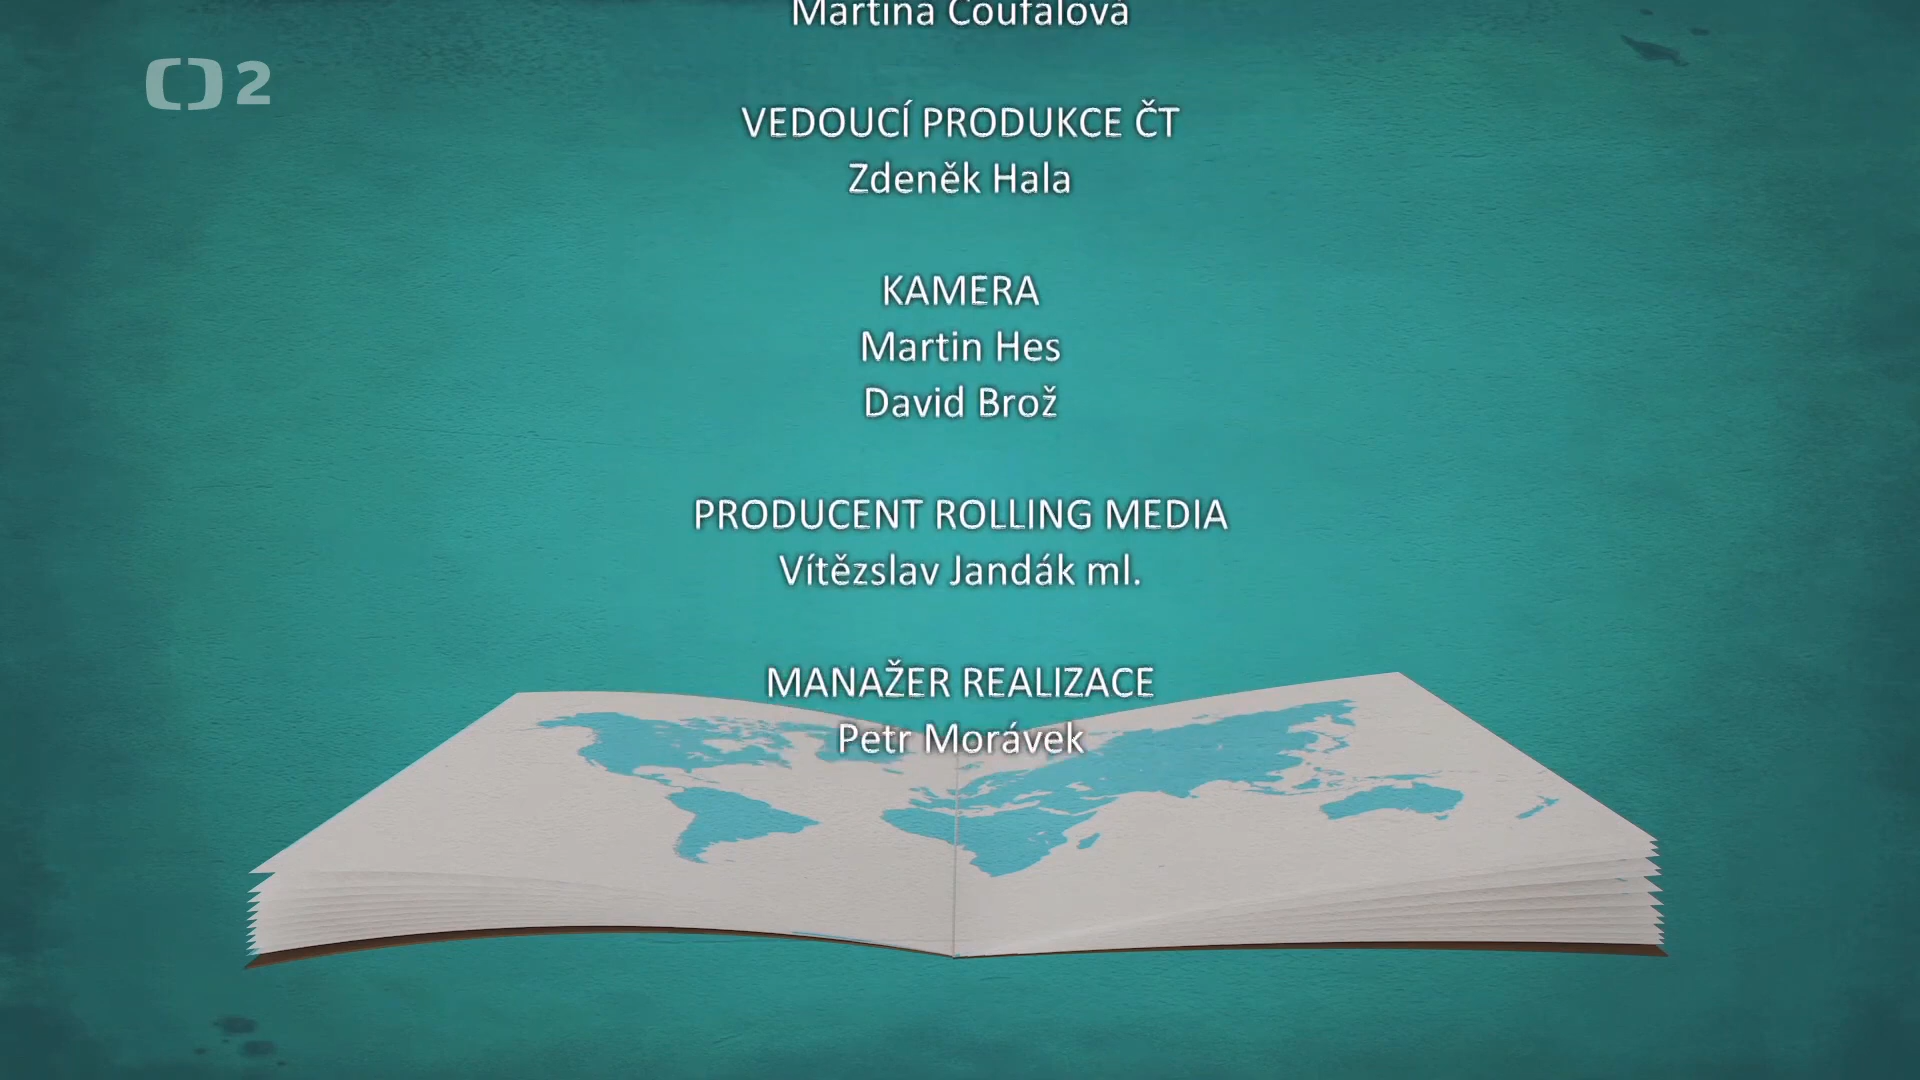 Martina Coufalová
2
VEDOUCÍ PRODUKCE ČT
Zdeněk Hala
KAMERA
Martin Hes
David Brož
PRODUCENT ROLLING MEDIA
Vítězslav Jandák ml.
MANAŽER REALIZACE
Petr Morávek